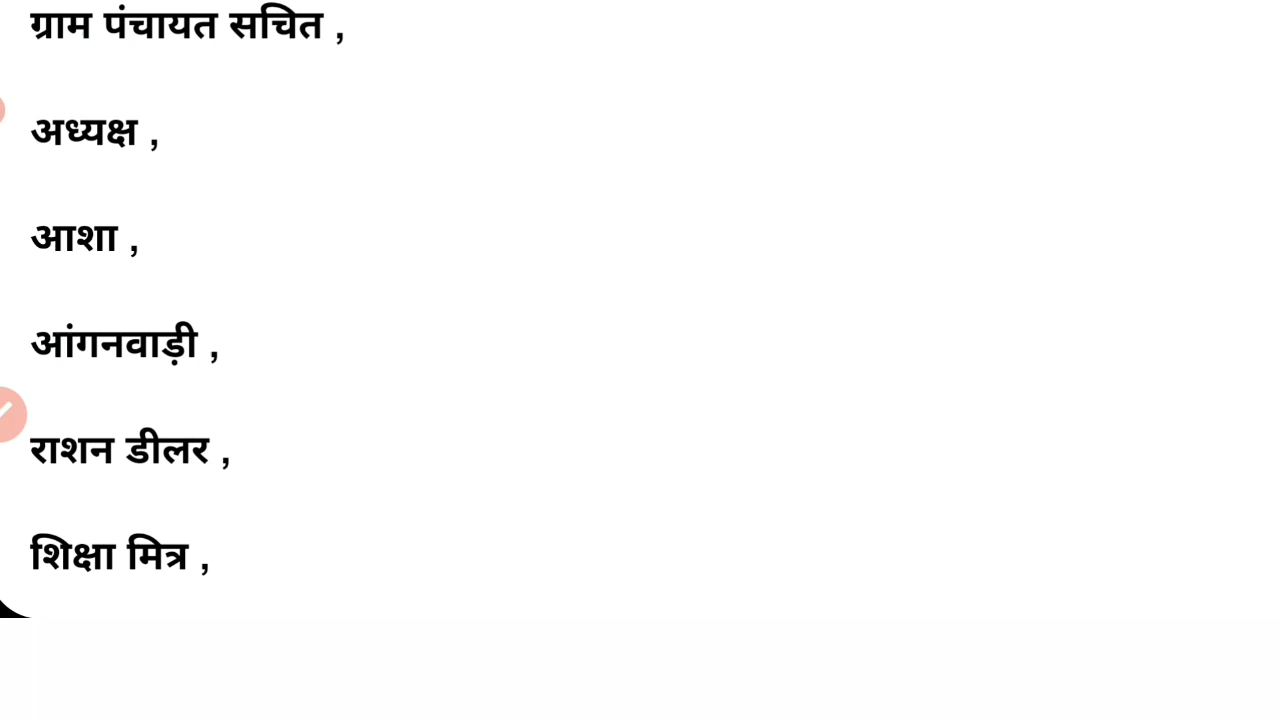 ग्राम पंचायत सचित ,
अध्यक्ष ,
आशा ,
आंगनवाड़ी ,
राशन डीलर ,
शिक्षा मित्र ,